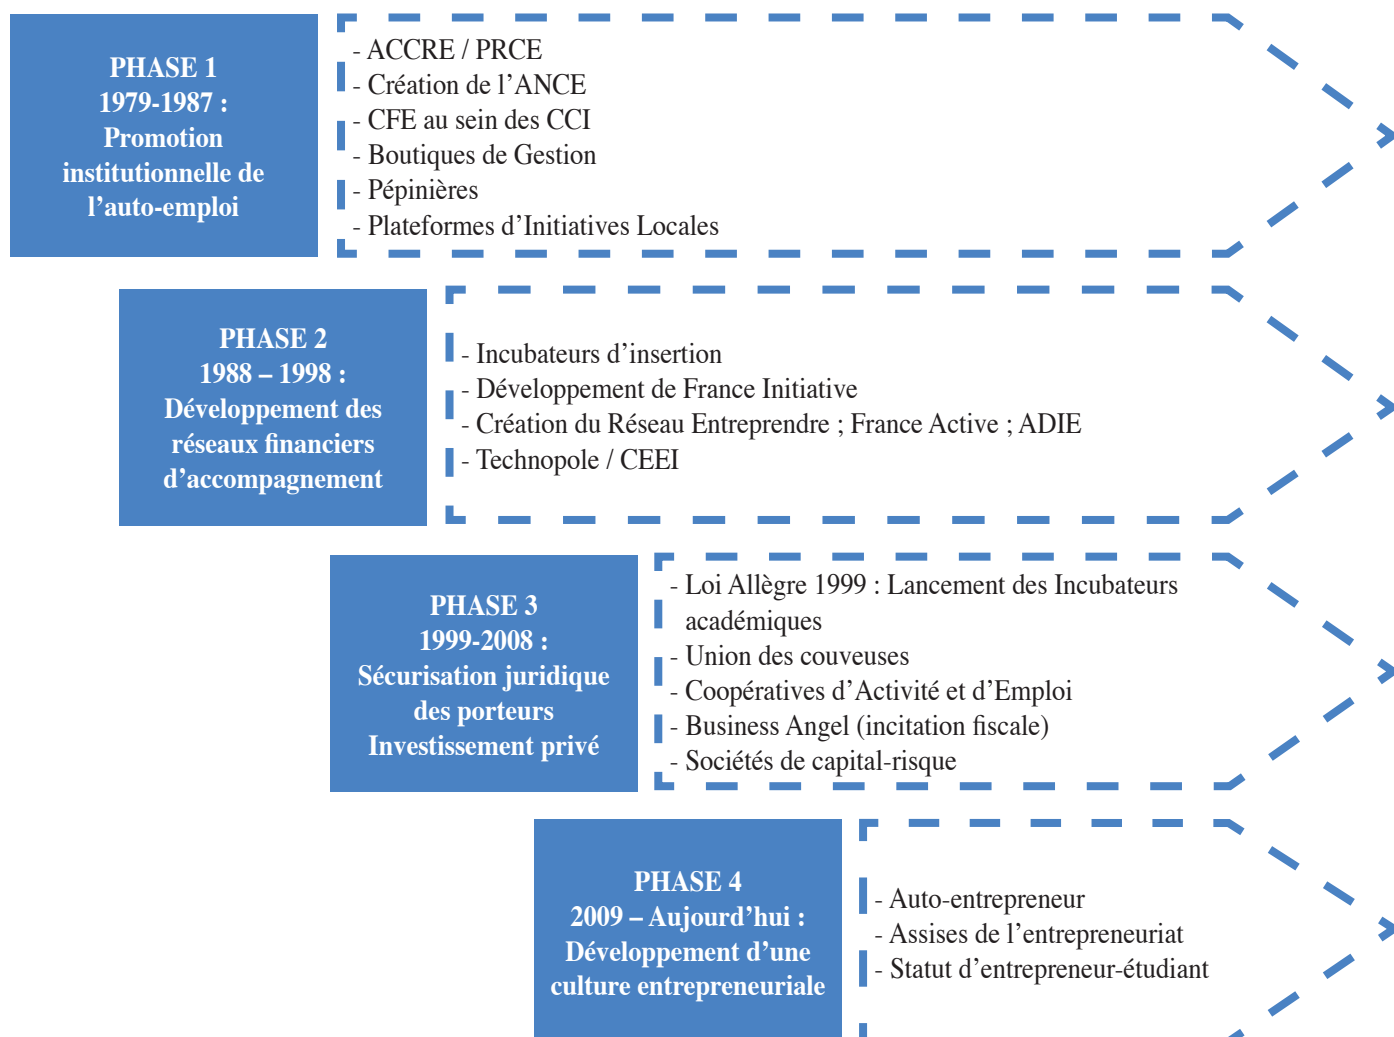 PHASE 1
1979-1987 :
Promotion
institutionnelle de
l’auto-emploi
- ACCRE / PRCE
- Création de l’ANCE
- CFE au sein des CCI
- Boutiques de Gestion
- Pépinières
- Plateformes d’Initiatives Locales
PHASE 2
1988 – 1998 :
Développement des
réseaux financiers
d’accompagnement
- Incubateurs d’insertion
- Développement de France Initiative
- Création du Réseau Entreprendre ; France Active ; ADIE
- Technopole / CEEI
PHASE 3
1999-2008 :
Sécurisation juridique
des porteurs
Investissement privé
- Loi Allègre 1999 : Lancement des Incubateurs
académiques
- Union des couveuses
- Coopératives d’Activité et d’Emploi
- Business Angel (incitation fiscale)
- Sociétés de capital-risque
PHASE 4
2009 – Aujourd’hui :
Développement d’une
culture entrepreneuriale
- Auto-entrepreneur
- Assises de l’entrepreneuriat
- Statut d’entrepreneur-étudiant